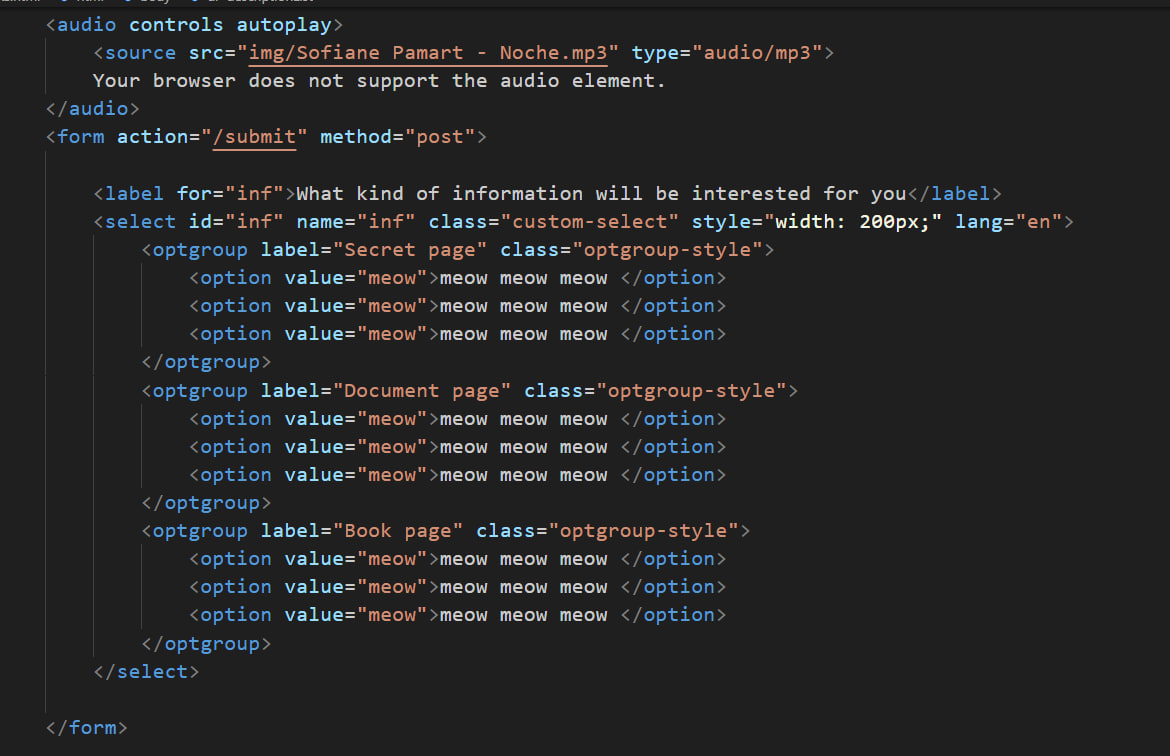 <audio controls autoplay>
<source src="img/Sofiane Pamart - Noche.mp3" type="audio/mp3">
Your browser does not support the audio element.
</audio>
<form action="/submit" method="post">
<label for="inf">What kind of information will be interested for you</label>
<select id="inf" name="inf" class="custom-select" style="width: 200px;" lang="en">
<optgroup label="Secret page" class="optgroup-style">
<option value="meow">meow meow meow </option>
<option value="meow">meow meow meow </option>
<option value="meow">meow meow meow </option>
</optgroup>
<optgroup label="Document page" class="optgroup-style">
<option value="meow">meow meow meow </option>
<option value="meow">meow meow meow </option>
<option value="meow">meow meow meow </option>
</optgroup>
<optgroup label="Book page" class="optgroup-style">
<option value="meow">meow meow meow </option>
<option value="meow">meow meow meow </option>
<option value="meow">meow meow meow </option>
</optgroup>
</select>
</form>